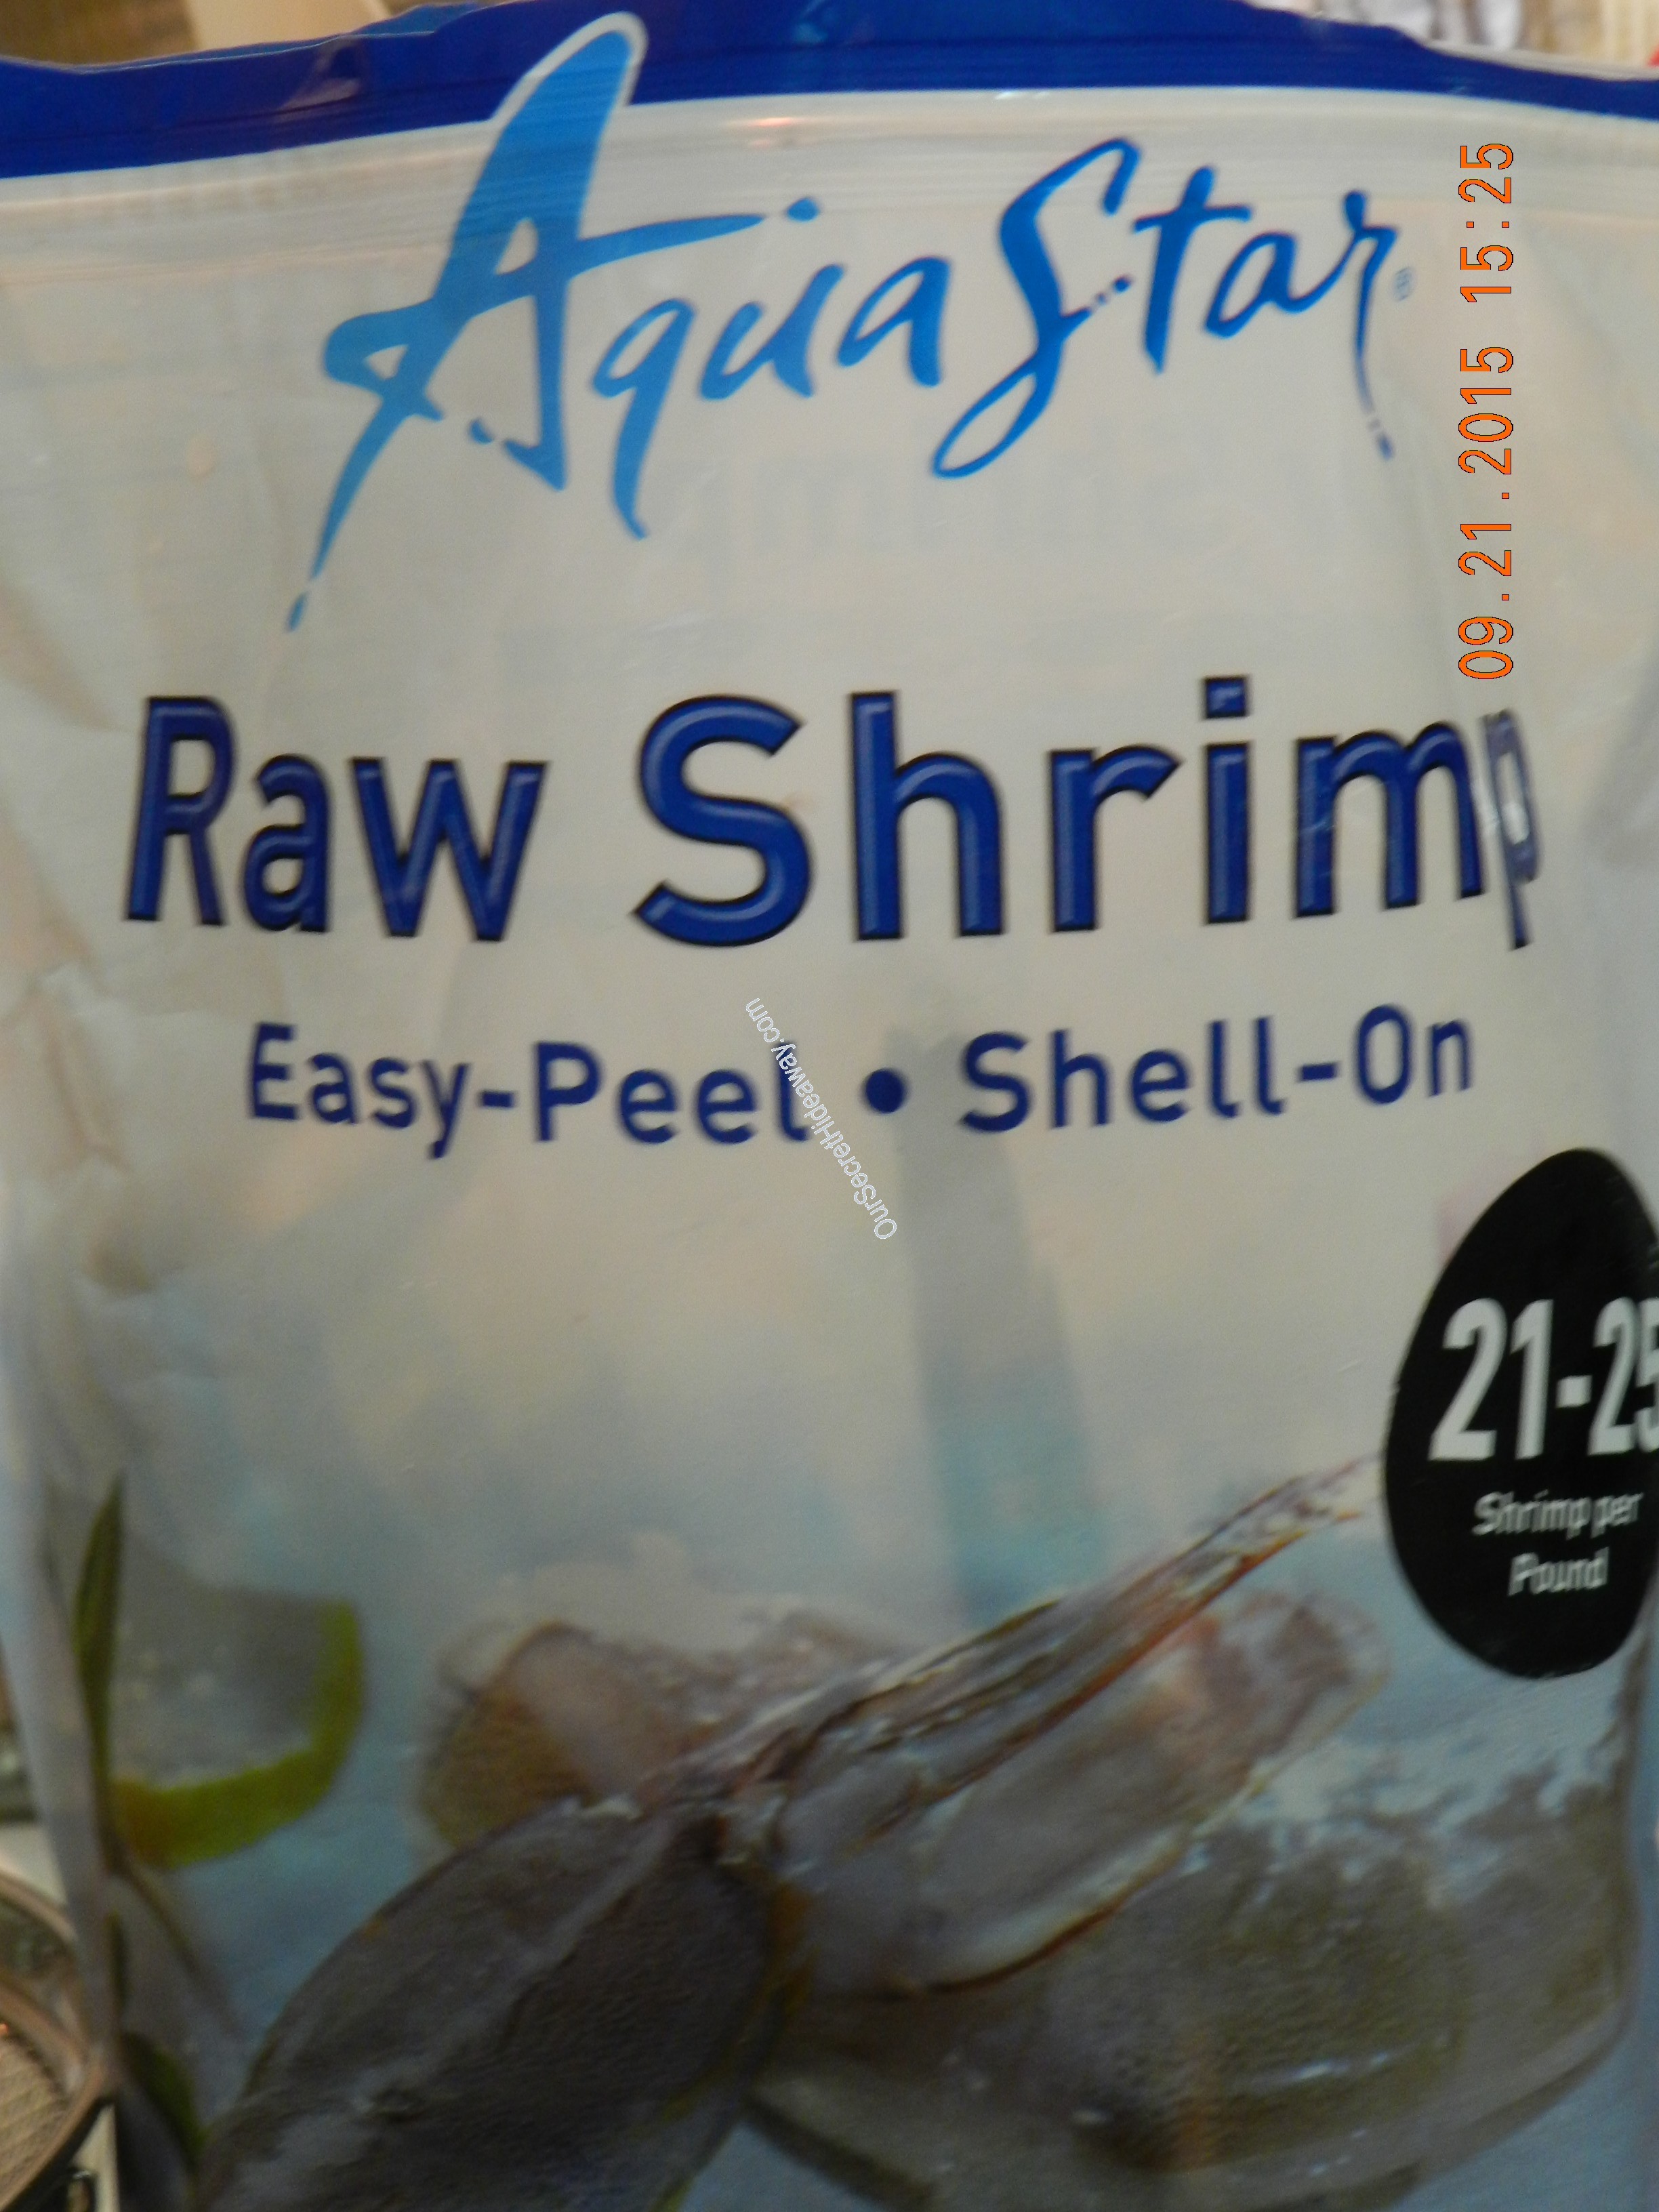 AquaStar®
09.21.2015 15:25
Raw Shrimp
Easy-Peel • Shell-On
OurSecretHideaway.com
21-25
Shrimp per
Pound